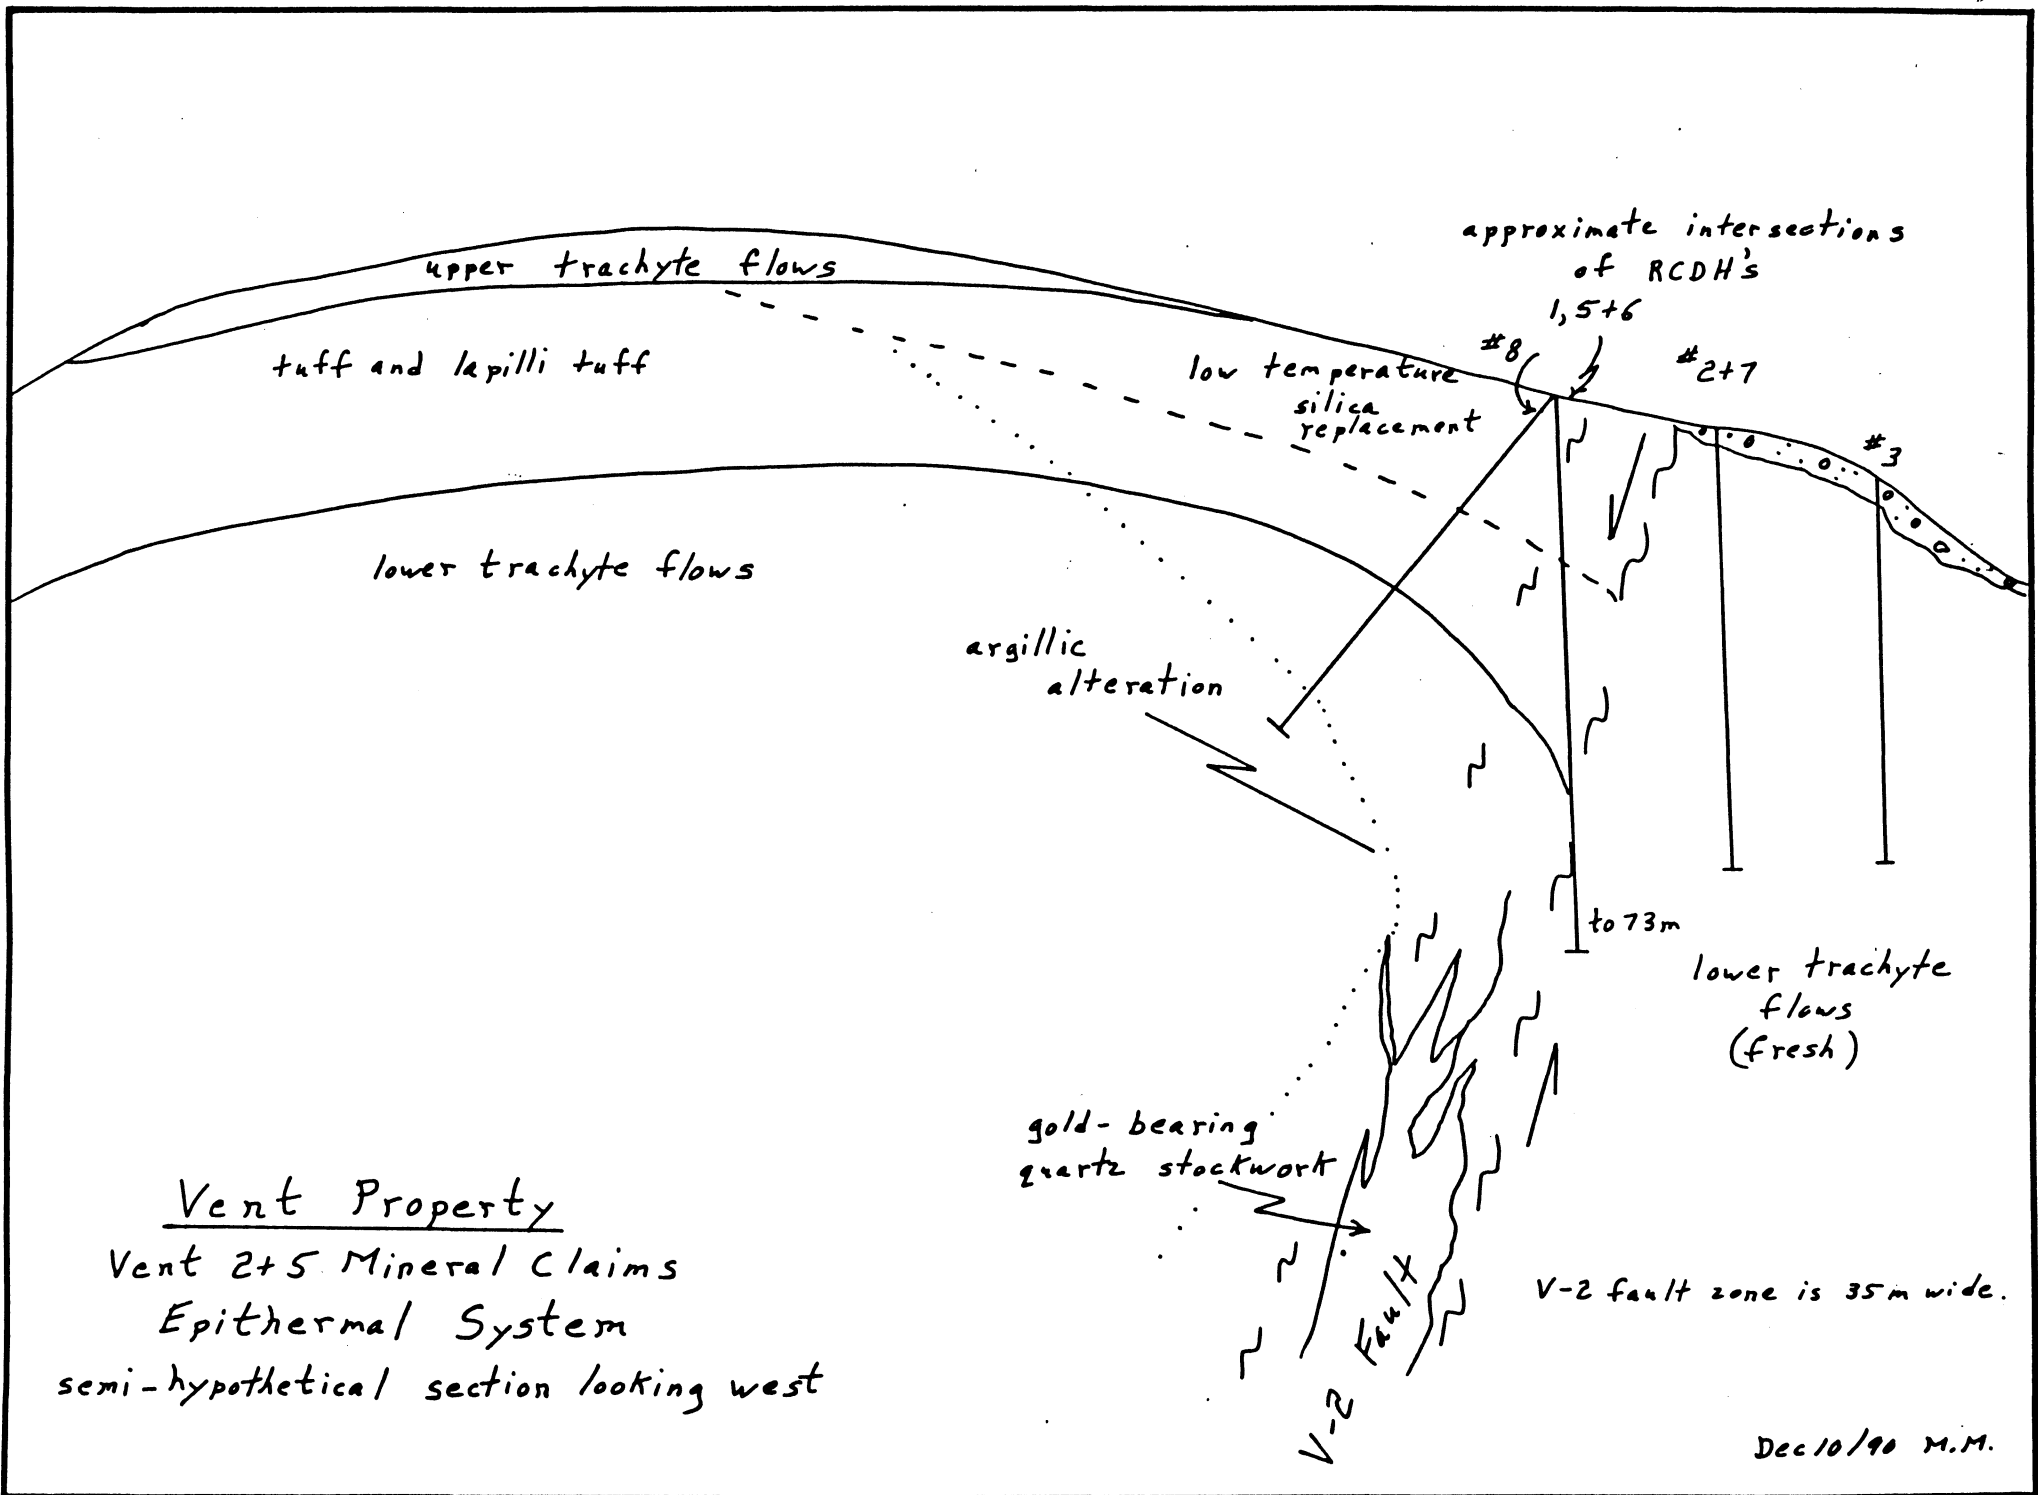 approximate intersections
of RCDH's
1, 5+6
upper trachyte flows
#8
#2+7
tuff and lapilli tuff
low temperature
silica
replacement
#3
lower trachyte flows
argillic
alteration
to 73m
lower trachyte
flows
(fresh)
gold-bearing
quartz stockwork
Vent Property
Vent 2+5 Mineral Claims
Epithermal System
semi-hypothetical section looking west
V-2 Fault
V-2 fault zone is 35m wide.
Dec 10/90 M.M.